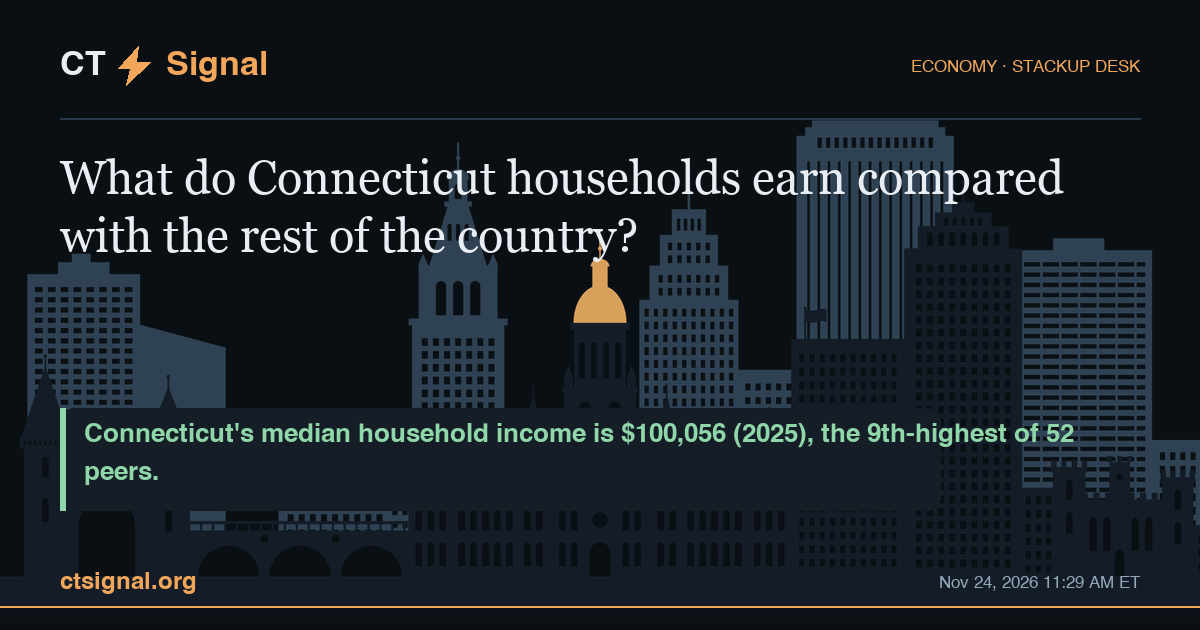 CT Signal
ECONOMY · STACKUP DESK
What do Connecticut households earn compared
with the rest of the country?
Connecticut's median household income is $100,056 (2025), the 9th-highest of 52
peers.
ctsignal.org
Nov 24, 2026 11:29 AM ET